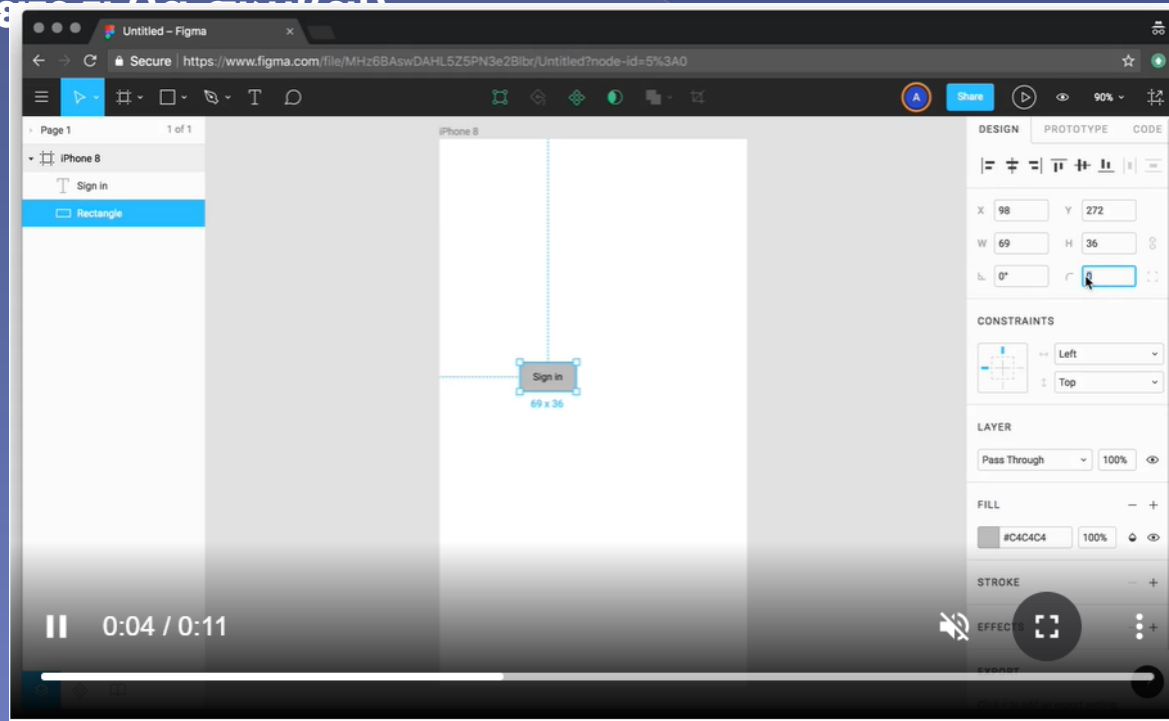 Untitled – Figma
Secure https://www.figma.com/file/MHz6BAswDAHL5Z5PN3e2Blbr/Untitled?node-id=5%3A0
A Share 90%
Page 1 1 of 1
iPhone 8
Sign in
Rectangle
iPhone 8
Sign in
69 x 36
DESIGN PROTOTYPE CODE
X 98 Y 272
W 69 H 36
0°
CONSTRAINTS
Left
Top
LAYER
Pass Through 100%
FILL
#C4C4C4 100%
STROKE
EFFECTS
EXPORT
0:04 / 0:11